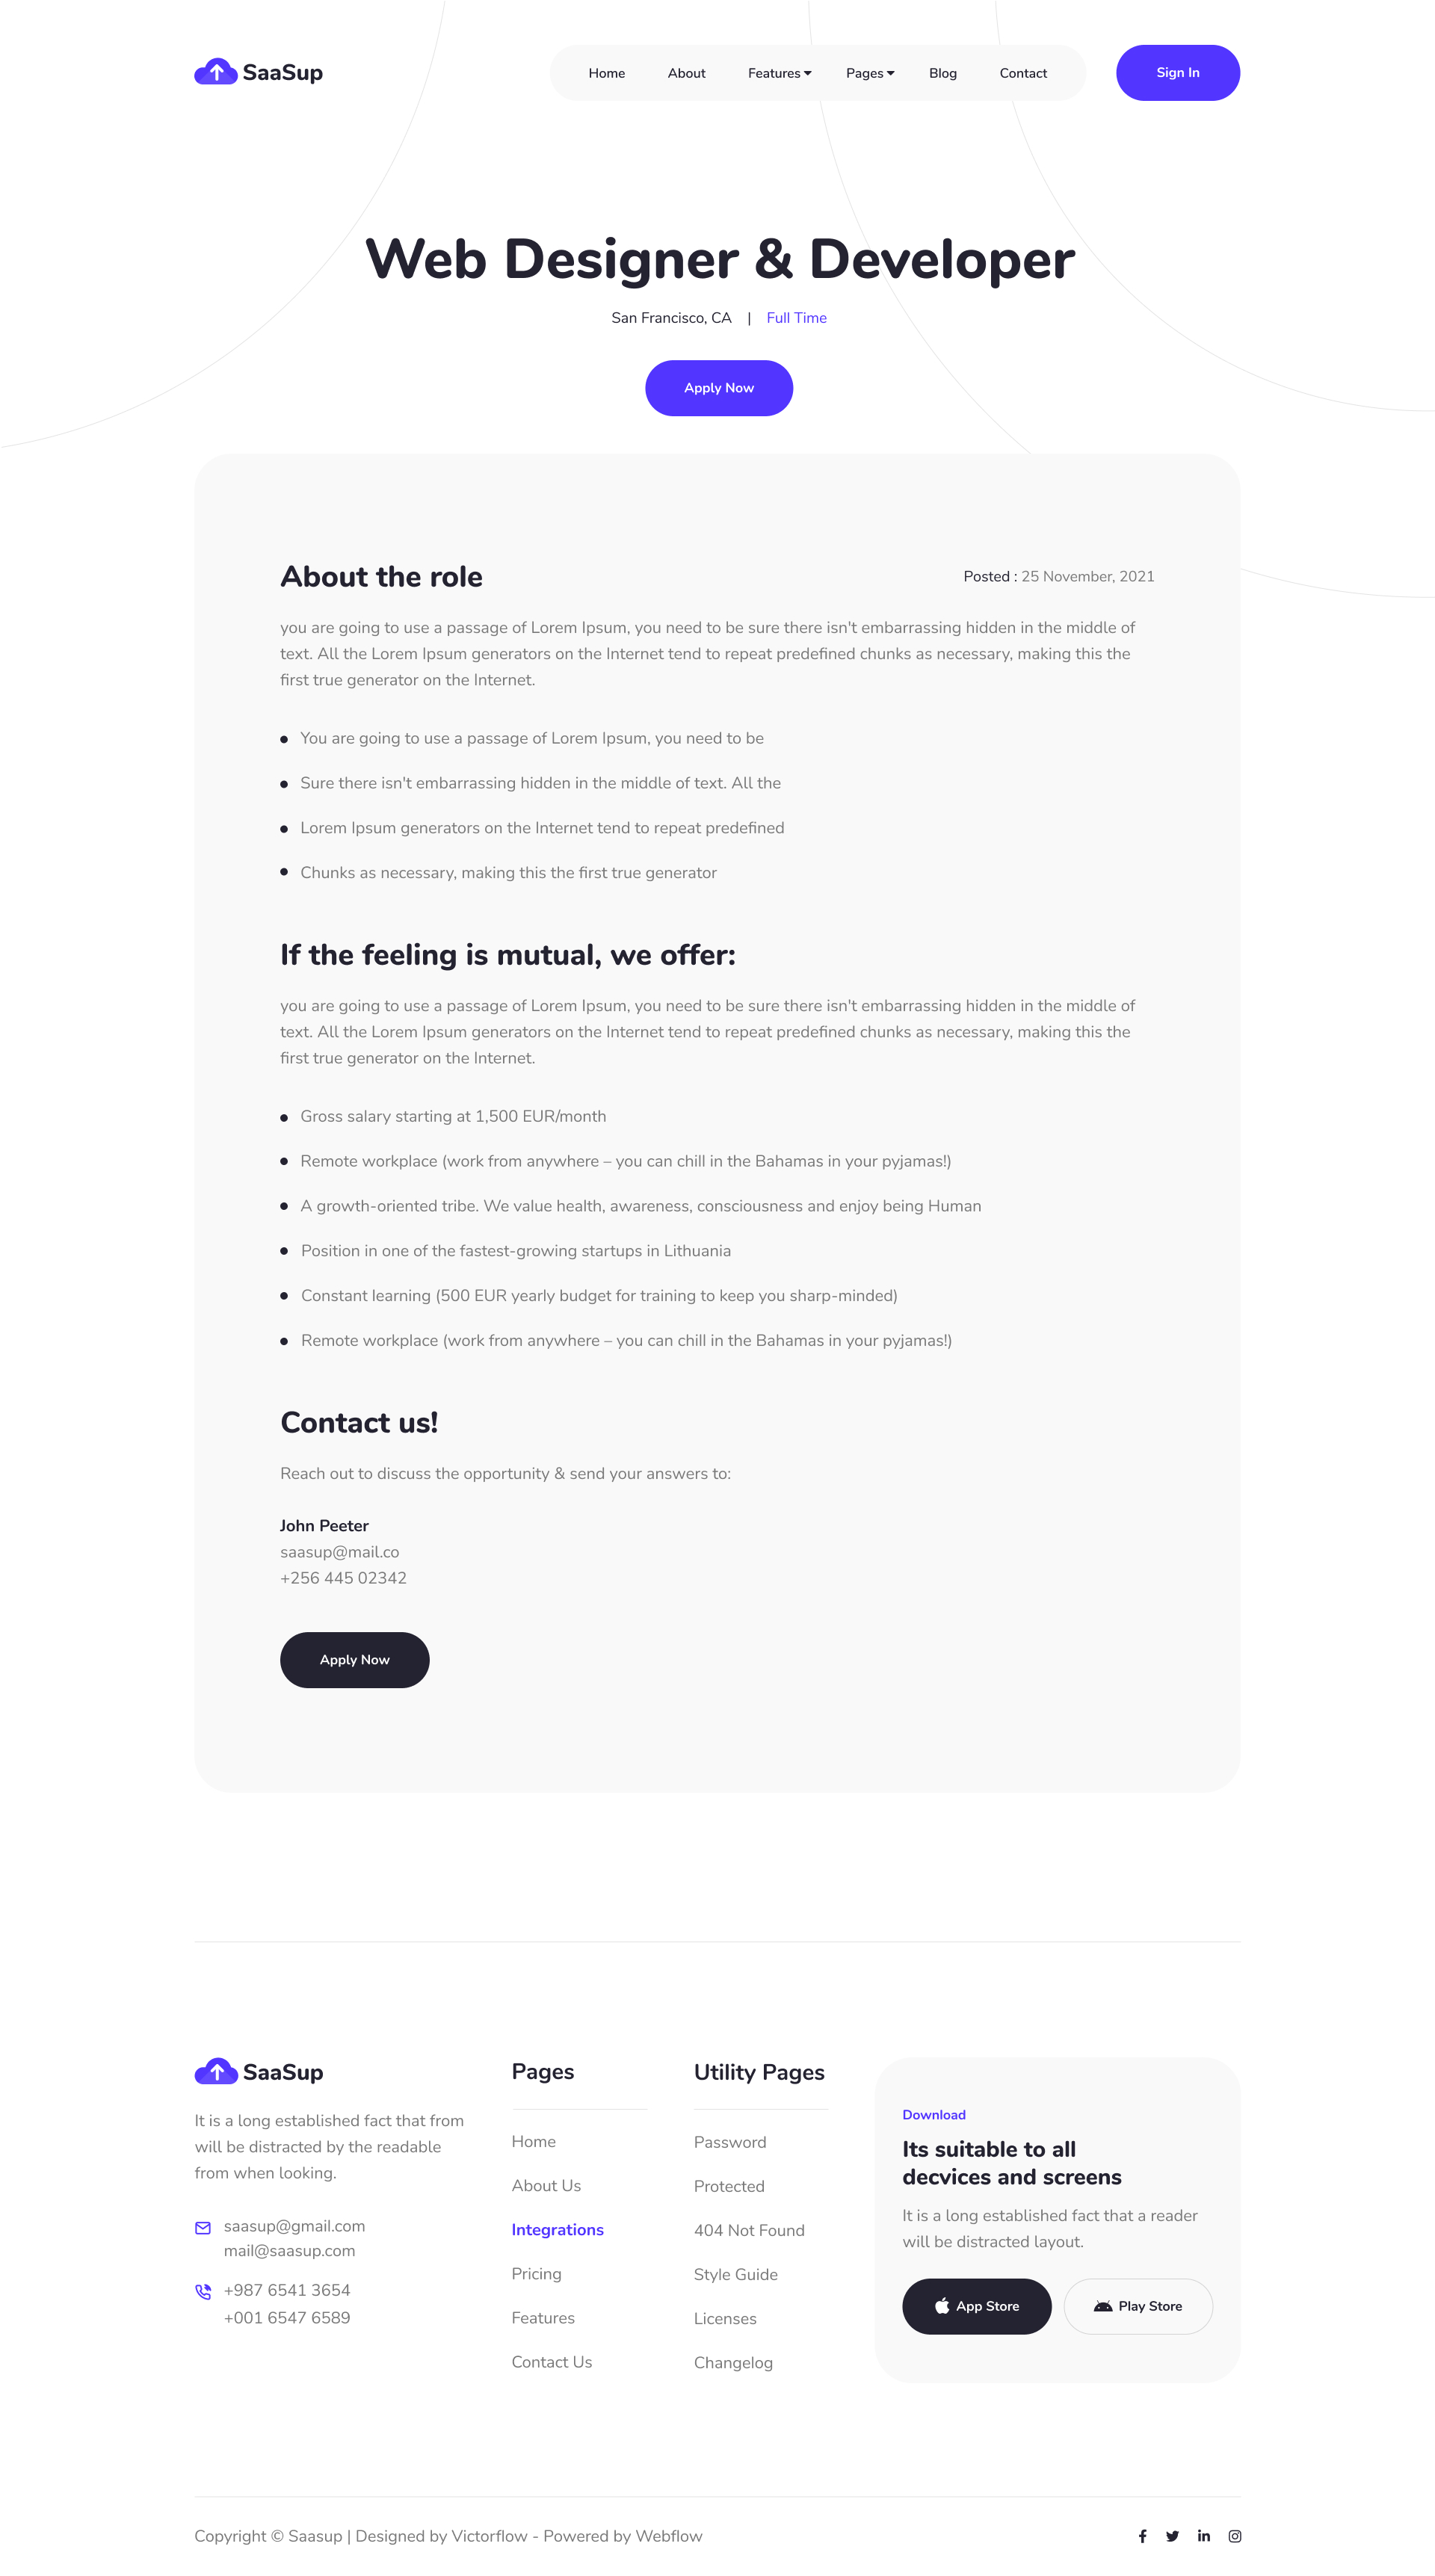 SaaSup
Home
About
Features
Pages
Blog
Contact
Sign In
Web Designer & Developer
San Francisco, CA | Full Time
Apply Now
About the role
Posted : 25 November, 2021
you are going to use a passage of Lorem Ipsum, you need to be sure there isn't embarrassing hidden in the middle of
text. All the Lorem Ipsum generators on the Internet tend to repeat predefined chunks as necessary, making this the
first true generator on the Internet.
You are going to use a passage of Lorem Ipsum, you need to be
Sure there isn't embarrassing hidden in the middle of text. All the
Lorem Ipsum generators on the Internet tend to repeat predefined
Chunks as necessary, making this the first true generator
If the feeling is mutual, we offer:
you are going to use a passage of Lorem Ipsum, you need to be sure there isn't embarrassing hidden in the middle of
text. All the Lorem Ipsum generators on the Internet tend to repeat predefined chunks as necessary, making this the
first true generator on the Internet.
Gross salary starting at 1,500 EUR/month
Remote workplace (work from anywhere – you can chill in the Bahamas in your pyjamas!)
A growth-oriented tribe. We value health, awareness, consciousness and enjoy being Human
Position in one of the fastest-growing startups in Lithuania
Constant learning (500 EUR yearly budget for training to keep you sharp-minded)
Remote workplace (work from anywhere – you can chill in the Bahamas in your pyjamas!)
Contact us!
Reach out to discuss the opportunity & send your answers to:
John Peeter
saasup@mail.co
+256 445 02342
Apply Now
SaaSup
It is a long established fact that from
will be distracted by the readable
from when looking.
saasup@gmail.com
mail@saasup.com
+987 6541 3654
+001 6547 6589
Pages
Home
About Us
Integrations
Pricing
Features
Contact Us
Utility Pages
Password
Protected
404 Not Found
Style Guide
Licenses
Changelog
Download
Its suitable to all
decvices and screens
It is a long established fact that a reader
will be distracted layout.
App Store
Play Store
Copyright © Saasup | Designed by Victorflow - Powered by Webflow